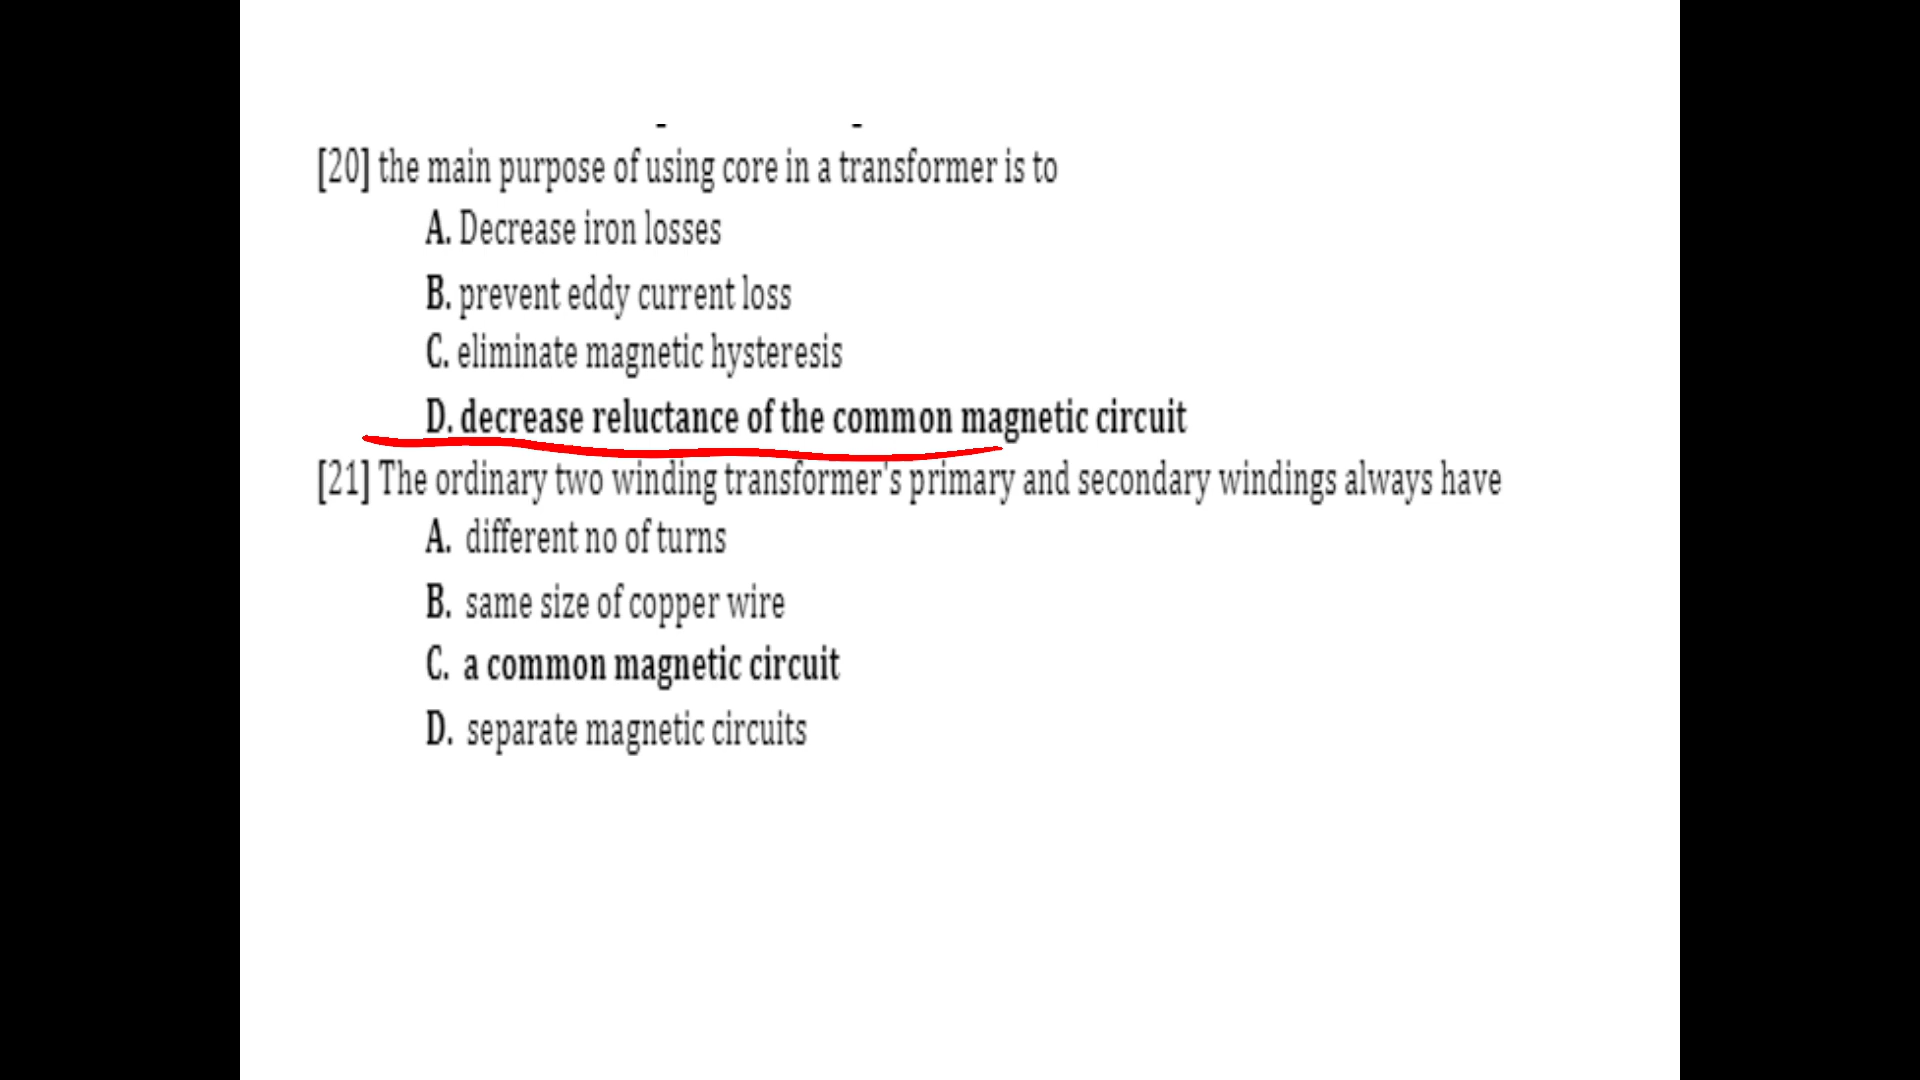 [20] the main purpose of using core in a transformer is to
A. Decrease iron losses
B. prevent eddy current loss
C. eliminate magnetic hysteresis
D. decrease reluctance of the common magnetic circuit
[21] The ordinary two winding transformer's primary and secondary windings always have
A. different no of turns
B. same size of copper wire
C. a common magnetic circuit
D. separate magnetic circuits